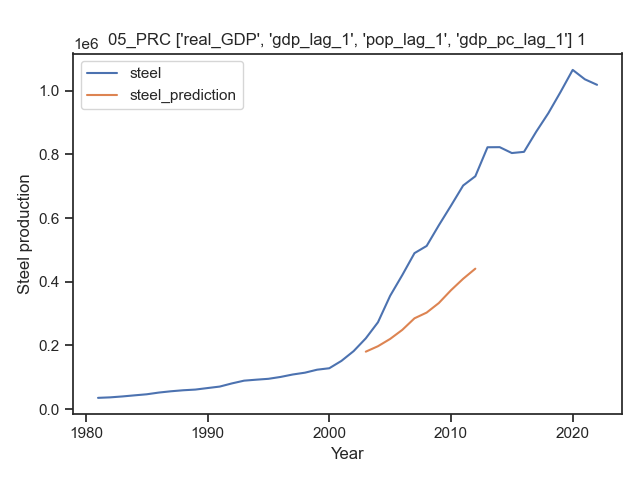 05_PRC ['real_GDP', 'gdp_lag_1', 'pop_lag_1', 'gdp_pc_lag_1'] 1
1e6
steel
steel_prediction
1.0
0.8
0.6
0.4
0.2
0.0
Steel production
1980
1990
2000
2010
2020
Year